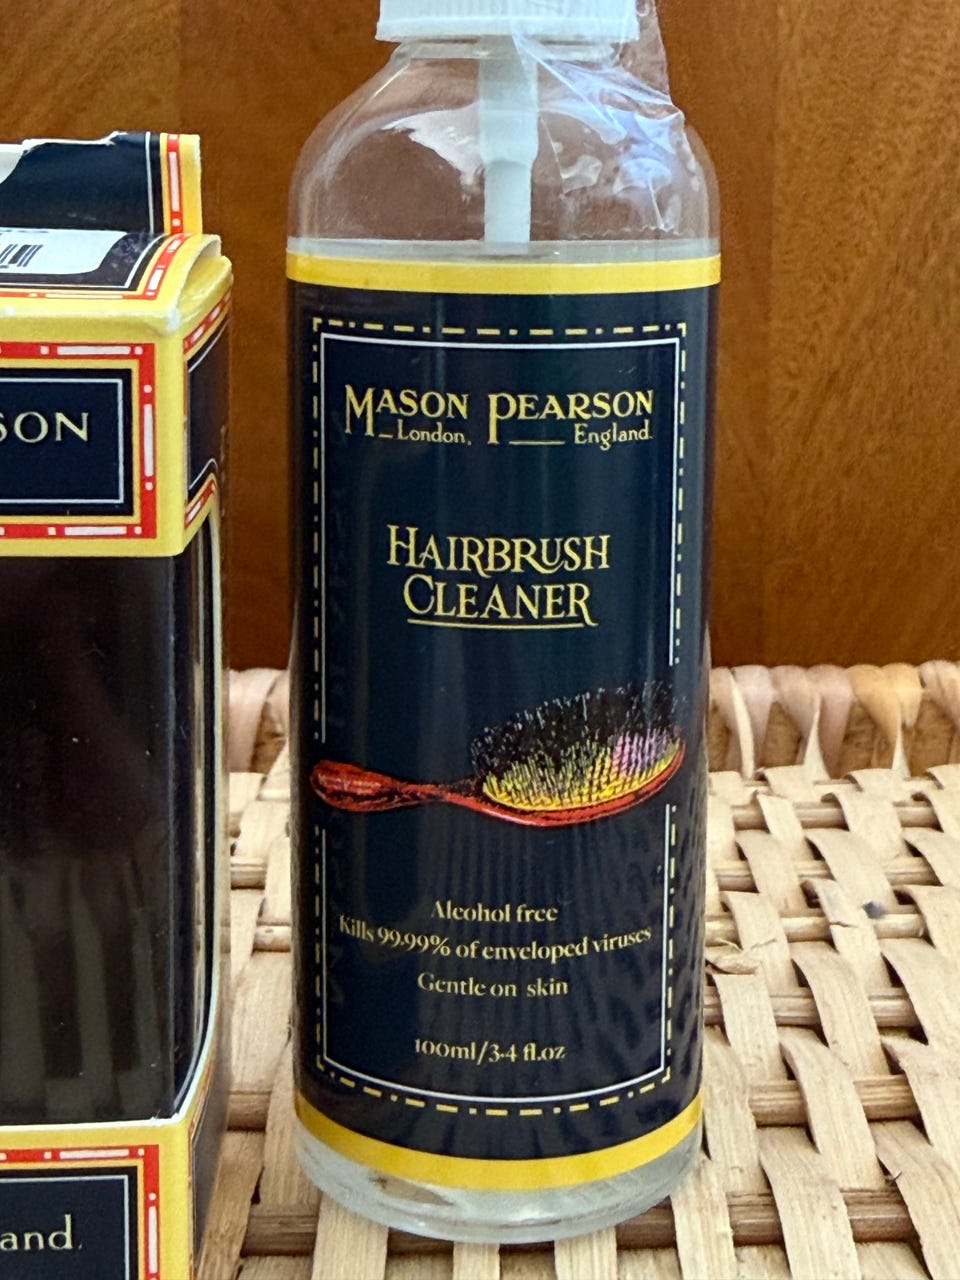 MASON PEARSON
London, England.
HAIRBRUSH
CLEANER
Alcohol free
Kills 99.99% of enveloped viruses
Gentle on skin
100ml/3.4 fl.oz
SON
and.